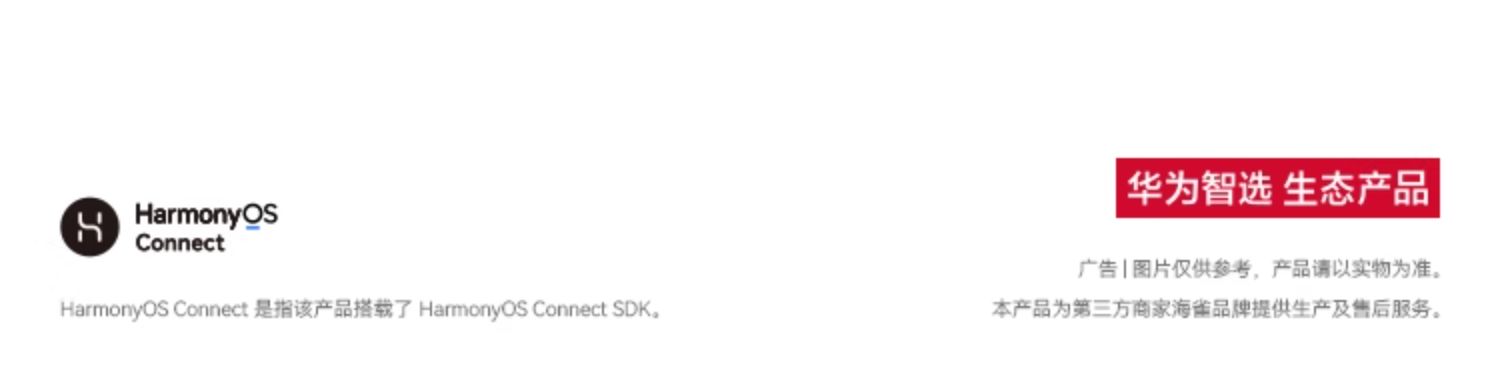 HarmonyOS
Connect
HarmonyOS Connect 是指该产品搭载了 HarmonyOS Connect SDK。
华为智选 生态产品
广告 | 图片仅供参考，产品请以实物为准。
本产品为第三方商家海雀品牌提供生产及售后服务。